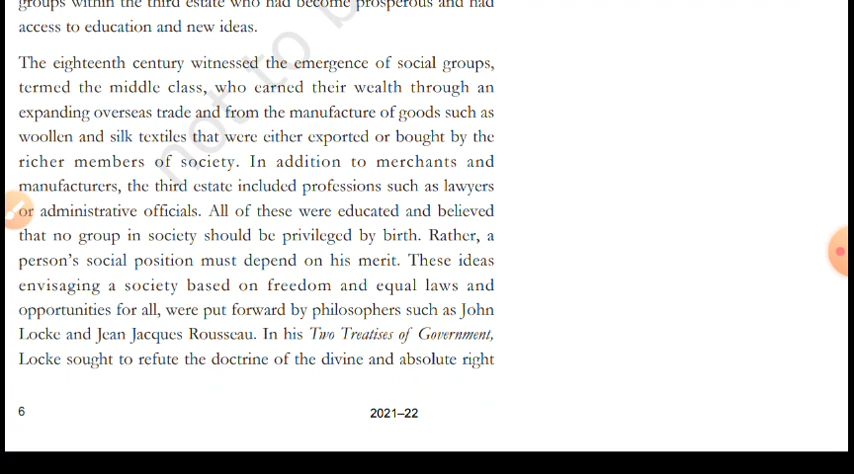 groups within the third estate who had become prosperous and had
access to education and new ideas.
The eighteenth century witnessed the emergence of social groups,
termed the middle class, who earned their wealth through an
expanding overseas trade and from the manufacture of goods such as
woollen and silk textiles that were either exported or bought by the
richer members of society. In addition to merchants and
manufacturers, the third estate included professions such as lawyers
or administrative officials. All of these were educated and believed
that no group in society should be privileged by birth. Rather, a
person's social position must depend on his merit. These ideas
envisaging a society based on freedom and equal laws and
opportunities for all, were put forward by philosophers such as John
Locke and Jean Jacques Rousseau. In his Two Treatises of Government,
Locke sought to refute the doctrine of the divine and absolute right
6
2021–22
not to b